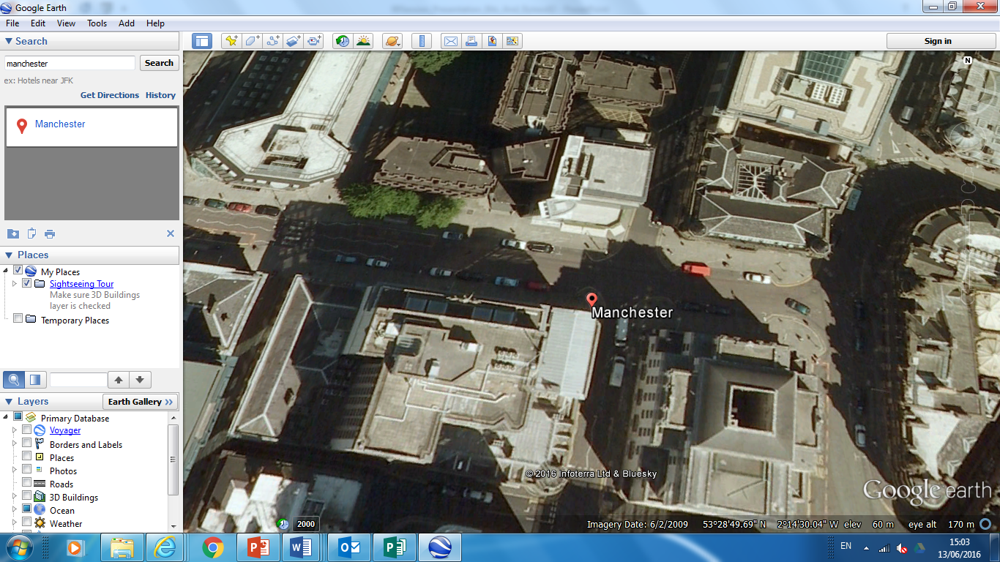 Google Earth
File Edit View Tools Add Help
Search
Sign in
manchester
Search
ex: Hotels near JFK
Get Directions History
Manchester
Places
My Places
Sightseeing Tour
Make sure 3D Buildings
layer is checked
Temporary Places
Layers
Earth Gallery »
Primary Database
Voyager
Borders and Labels
Places
Photos
Roads
3D Buildings
Ocean
Weather
N
Manchester
© 2016 Infoterra Ltd & Bluesky
Google earth
2000
Imagery Date: 6/2/2009 53°28'49.69" N 2°14'30.04" W elev 60 m eye alt 170 m
EN
15:03
13/06/2016